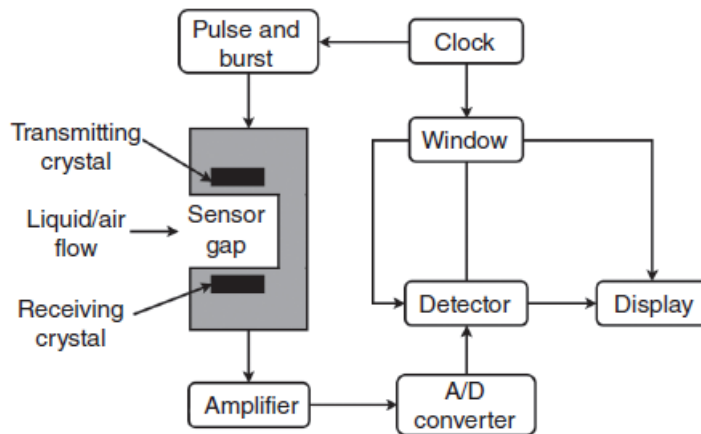 Pulse and
burst
Clock
Transmitting
crystal
Window
Liquid/air
flow
Sensor
gap
Receiving
crystal
Detector
Display
Amplifier
A/D
converter